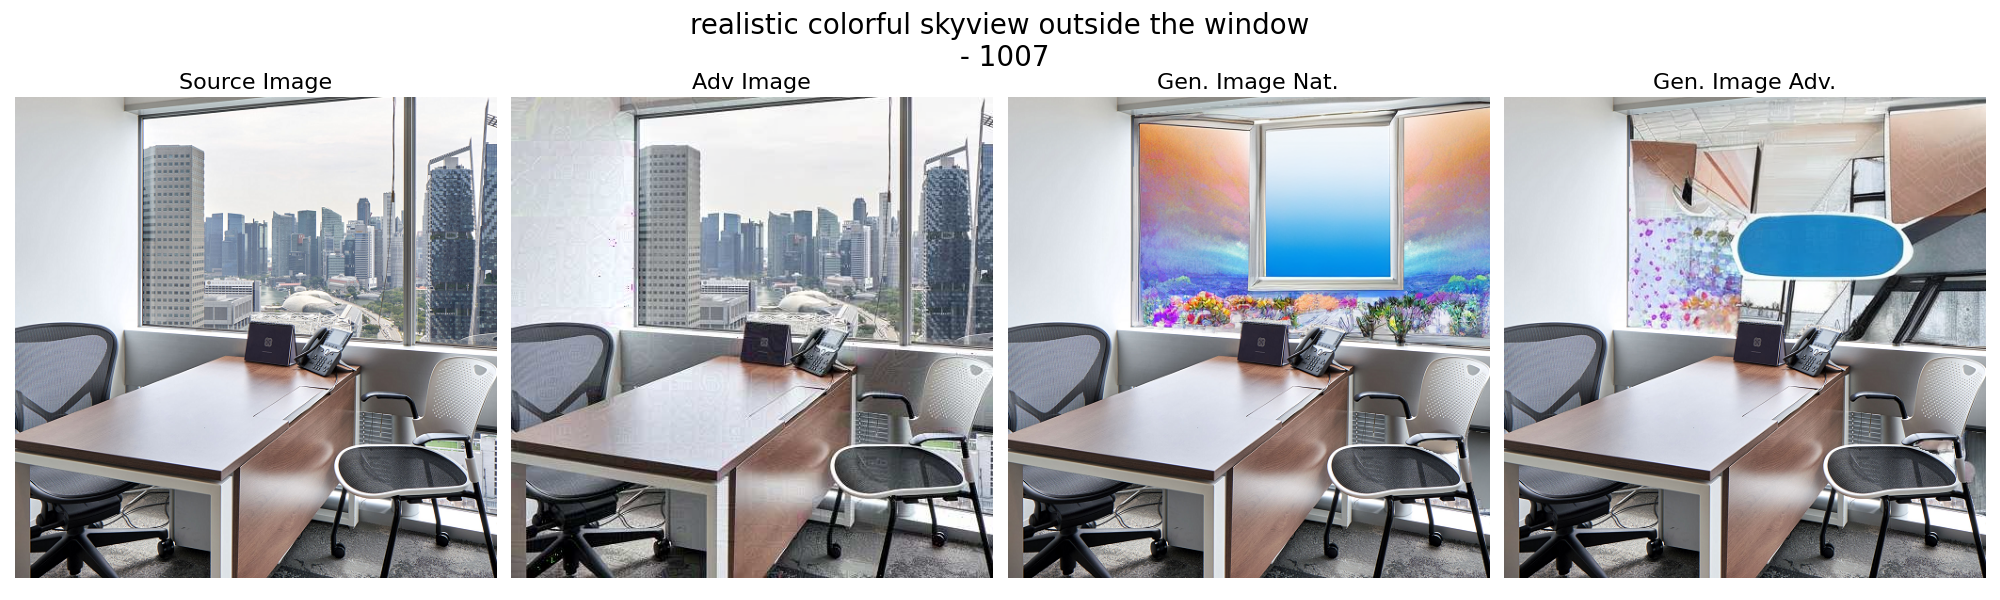 realistic colorful skyview outside the window
- 1007
Source Image
Adv Image
Gen. Image Nat.
Gen. Image Adv.